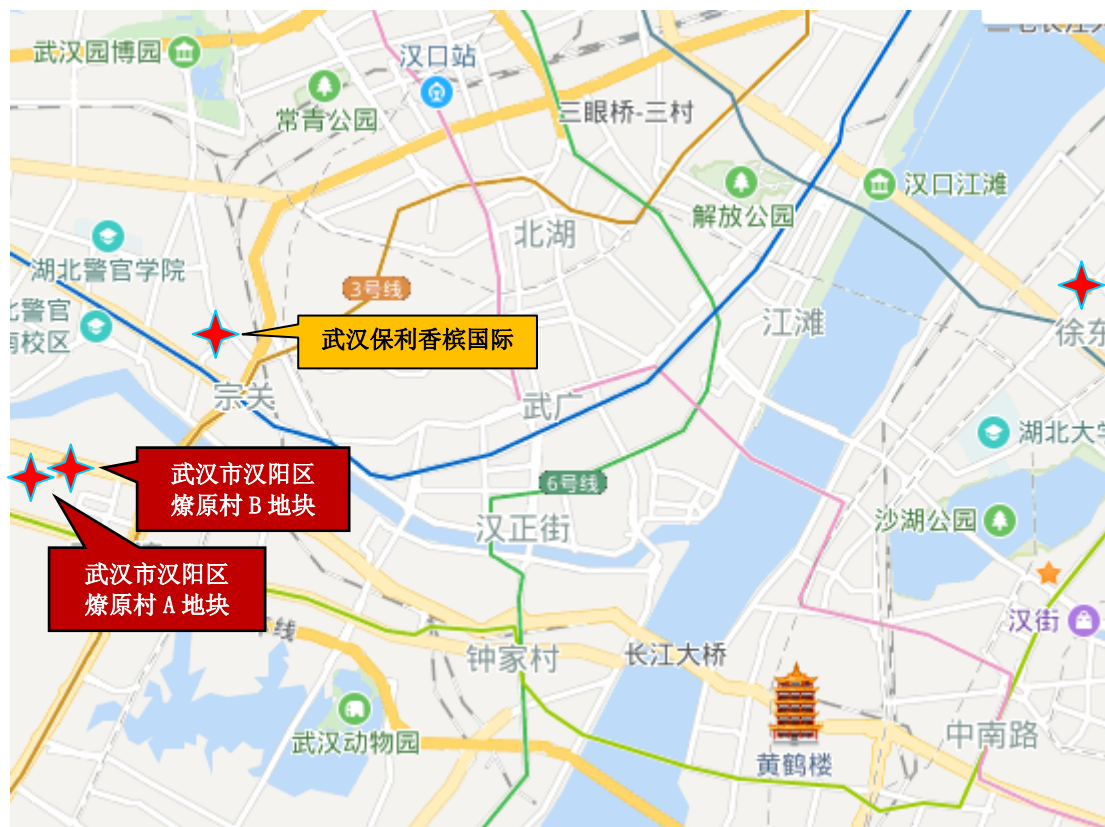 武汉园博园
汉口站
常青公园
三眼桥-三村
汉口江滩
解放公园
北湖
湖北警官学院
3号线
江滩
徐东
武汉保利香槟国际
警官
校区
宗关
武广
湖北大学
武汉市汉阳区
燎原村 B 地块
6号线
汉正街
沙湖公园
武汉市汉阳区
燎原村 A 地块
汉街
线
钟家村
长江大桥
武汉动物园
中南路
黄鹤楼